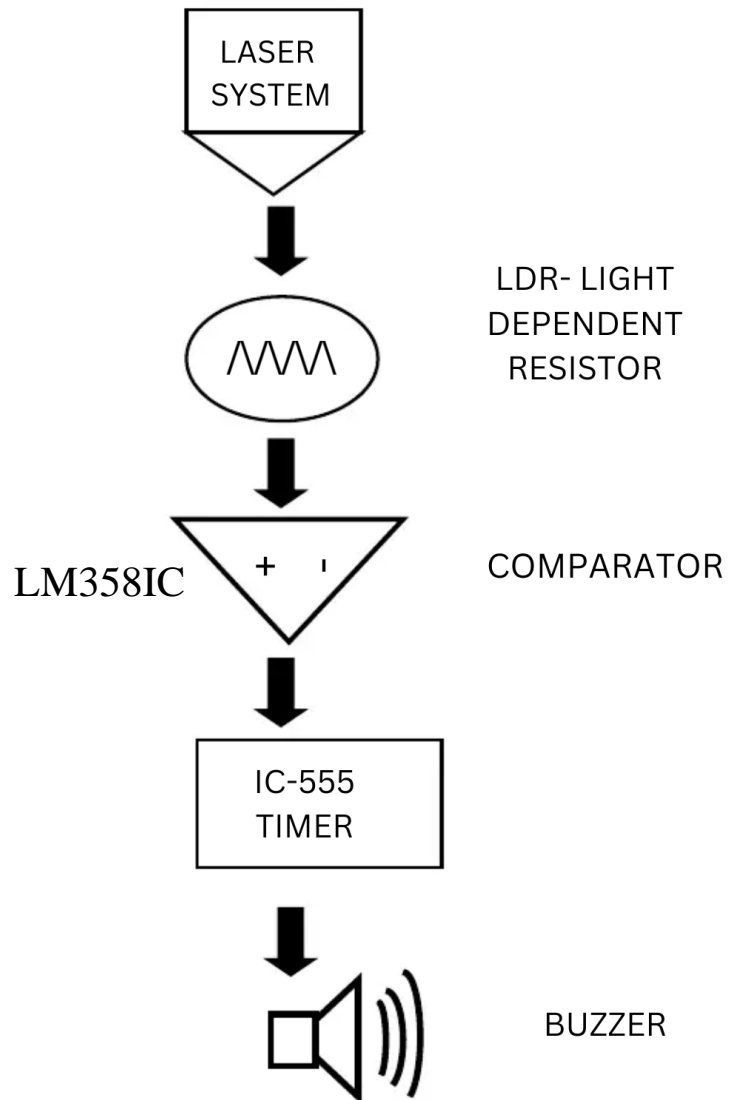 LASER
SYSTEM
LDR- LIGHT
DEPENDENT
RESISTOR
+ -
LM358IC
COMPARATOR
IC-555
TIMER
BUZZER